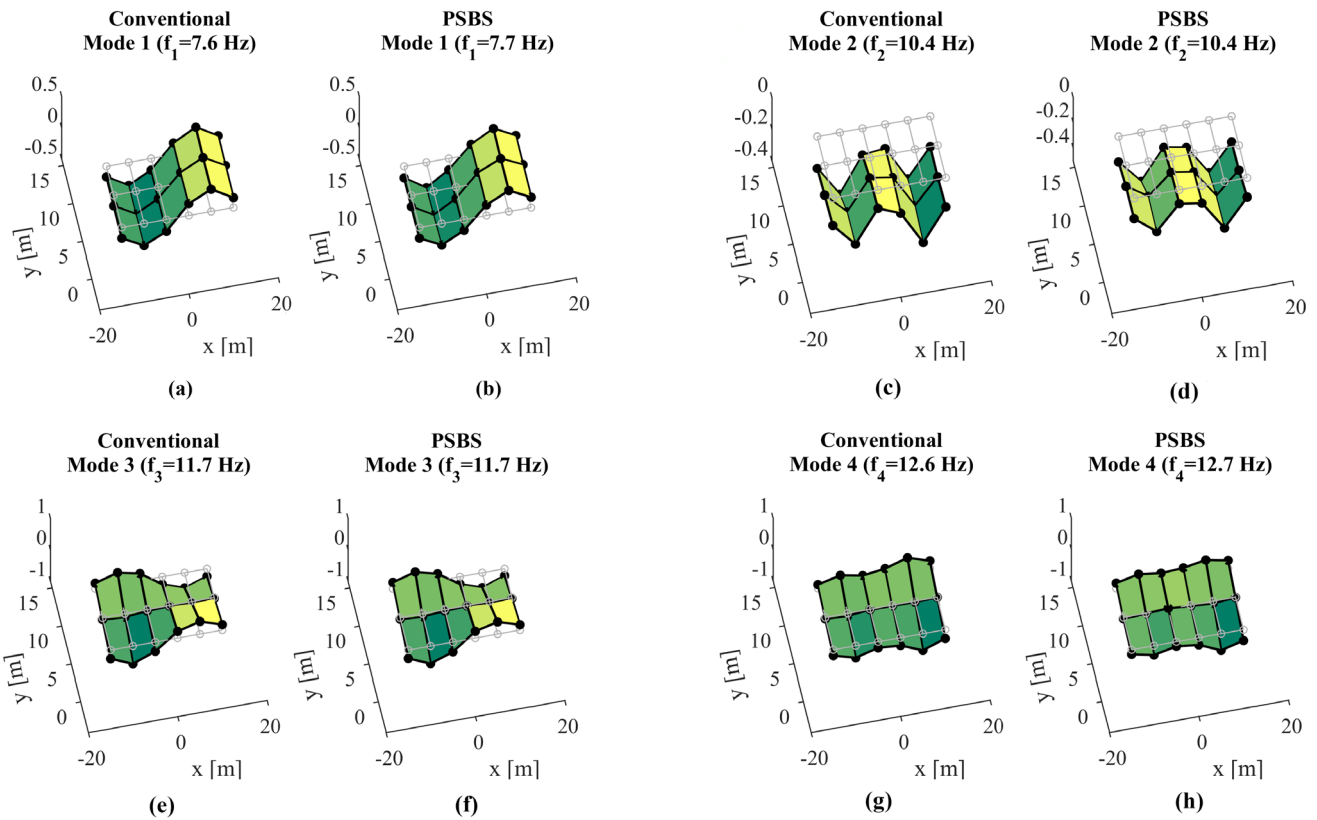 Conventional
Mode 1 (f1=7.6 Hz)
PSBS
Mode 1 (f1=7.7 Hz)
Conventional
Mode 2 (f2=10.4 Hz)
PSBS
Mode 2 (f2=10.4 Hz)
0.5
0
-0.5
15
10
5
0
y [m]
-20
0
20
x [m]
(a)
0.5
0
-0.5
15
10
5
0
y [m]
-20
0
20
x [m]
(b)
0
-0.2
-0.4
15
10
5
0
y [m]
-20
0
20
x [m]
(c)
0
-0.2
-0.4
15
10
5
0
y [m]
-20
0
20
x [m]
(d)
Conventional
Mode 3 (f3=11.7 Hz)
PSBS
Mode 3 (f3=11.7 Hz)
Conventional
Mode 4 (f4=12.6 Hz)
PSBS
Mode 4 (f4=12.7 Hz)
1
0
-1
15
10
5
0
y [m]
-20
0
20
x [m]
(e)
1
0
-1
15
10
5
0
y [m]
-20
0
20
x [m]
(f)
1
0
-1
15
10
5
0
y [m]
-20
0
20
x [m]
(g)
1
0
-1
15
10
5
0
y [m]
-20
0
20
x [m]
(h)